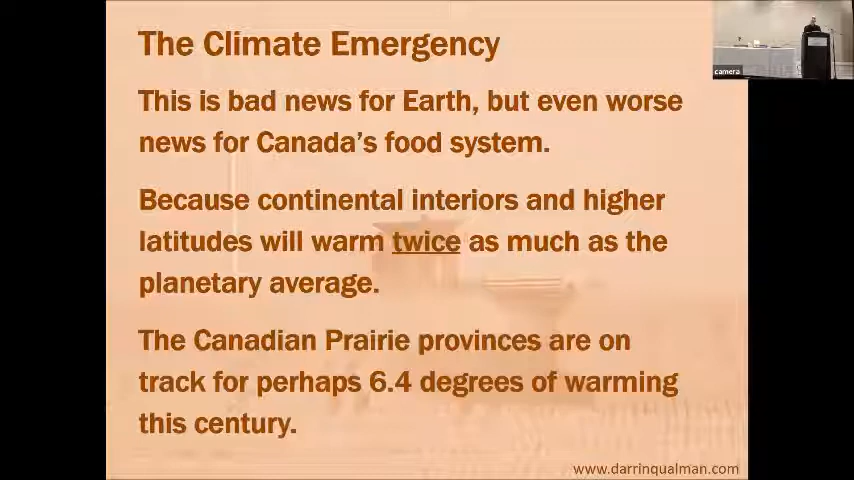 The Climate Emergency
This is bad news for Earth, but even worse
news for Canada's food system.
Because continental interiors and higher
latitudes will warm twice as much as the
planetary average.
The Canadian Prairie provinces are on
track for perhaps 6.4 degrees of warming
this century.
www.darrinqualman.com
camera